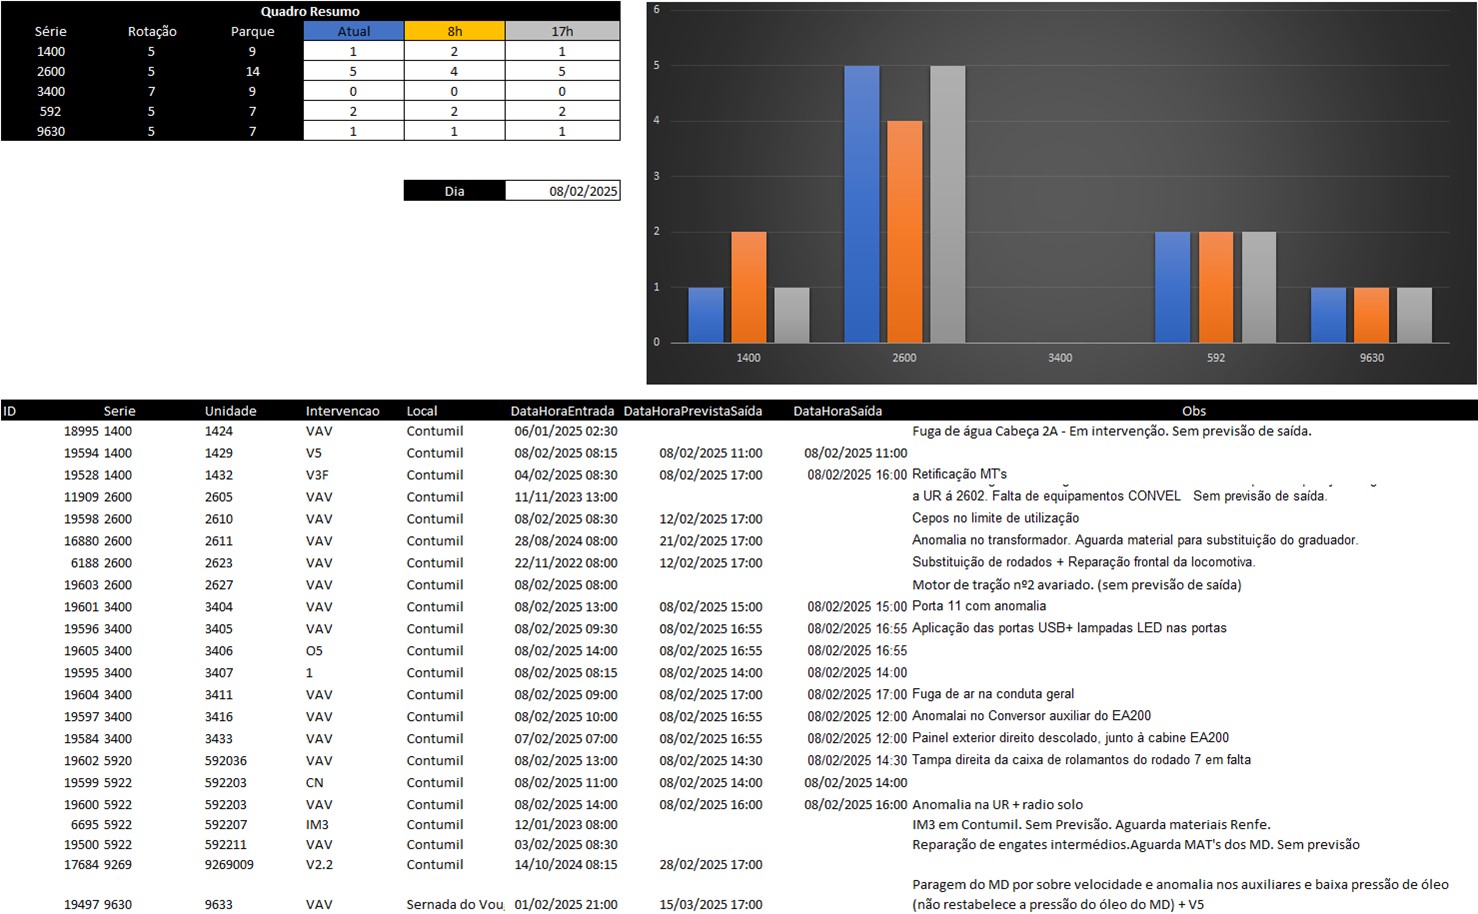 Quadro Resumo
Série Rotação Parque Atual 8h 17h
1400 5 9 1 2 1
2600 5 14 5 4 5
3400 7 9 0 0 0
592 5 7 2 2 2
9630 5 7 1 1 1
Dia 08/02/2025
6
5
4
3
2
1
0
1400 2600 3400 592 9630
ID Serie Unidade Intervencao Local DataHoraEntrada DataHoraPrevistaSaída DataHoraSaída Obs
18995 1400 1424 VAV Contumil 06/01/2025 02:30 Fuga de água Cabeça 2A - Em intervenção. Sem previsão de saída.
19594 1400 1429 V5 Contumil 08/02/2025 08:15 08/02/2025 11:00 08/02/2025 11:00
19528 1400 1432 V3F Contumil 04/02/2025 08:30 08/02/2025 17:00 08/02/2025 16:00 Retificação MT's
11909 2600 2605 VAV Contumil 11/11/2023 13:00 a UR á 2602. Falta de equipamentos CONVEL Sem previsão de saída.
19598 2600 2610 VAV Contumil 08/02/2025 08:30 12/02/2025 17:00 Cepos no limite de utilização
16880 2600 2611 VAV Contumil 28/08/2024 08:00 21/02/2025 17:00 Anomalia no transformador. Aguarda material para substituição do graduador.
6188 2600 2623 VAV Contumil 22/11/2022 08:00 12/02/2025 17:00 Substituição de rodados + Reparação frontal da locomotiva.
19603 2600 2627 VAV Contumil 08/02/2025 08:00 Motor de tração nº2 avariado. (sem previsão de saída)
19601 3400 3404 VAV Contumil 08/02/2025 13:00 08/02/2025 15:00 08/02/2025 15:00 Porta 11 com anomalia
19596 3400 3405 VAV Contumil 08/02/2025 09:30 08/02/2025 16:55 08/02/2025 16:55 Aplicação das portas USB+ lampadas LED nas portas
19605 3400 3406 O5 Contumil 08/02/2025 14:00 08/02/2025 16:55 08/02/2025 16:55
19595 3400 3407 1 Contumil 08/02/2025 08:15 08/02/2025 14:00 08/02/2025 14:00
19604 3400 3411 VAV Contumil 08/02/2025 09:00 08/02/2025 17:00 08/02/2025 17:00 Fuga de ar na conduta geral
19597 3400 3416 VAV Contumil 08/02/2025 10:00 08/02/2025 16:55 08/02/2025 12:00 Anomalai no Conversor auxiliar do EA200
19584 3400 3433 VAV Contumil 07/02/2025 07:00 08/02/2025 16:55 08/02/2025 12:00 Painel exterior direito descolado, junto à cabine EA200
19602 5920 592036 VAV Contumil 08/02/2025 13:00 08/02/2025 14:30 08/02/2025 14:30 Tampa direita da caixa de rolamantos do rodado 7 em falta
19599 5922 592203 CN Contumil 08/02/2025 11:00 08/02/2025 14:00 08/02/2025 14:00
19600 5922 592203 VAV Contumil 08/02/2025 14:00 08/02/2025 16:00 08/02/2025 16:00 Anomalia na UR + radio solo
6695 5922 592207 IM3 Contumil 12/01/2023 08:00 IM3 em Contumil. Sem Previsão. Aguarda materiais Renfe.
19500 5922 592211 VAV Contumil 03/02/2025 08:30 Reparação de engates intermédios.Aguarda MAT's dos MD. Sem previsão
17684 9269 9269009 V2.2 Contumil 14/10/2024 08:15 28/02/2025 17:00
Paragem do MD por sobre velocidade e anomalia nos auxiliares e baixa pressão de óleo
19497 9630 9633 VAV Sernada do Vou 01/02/2025 21:00 15/03/2025 17:00 (não restabelece a pressão do óleo do MD) + V5